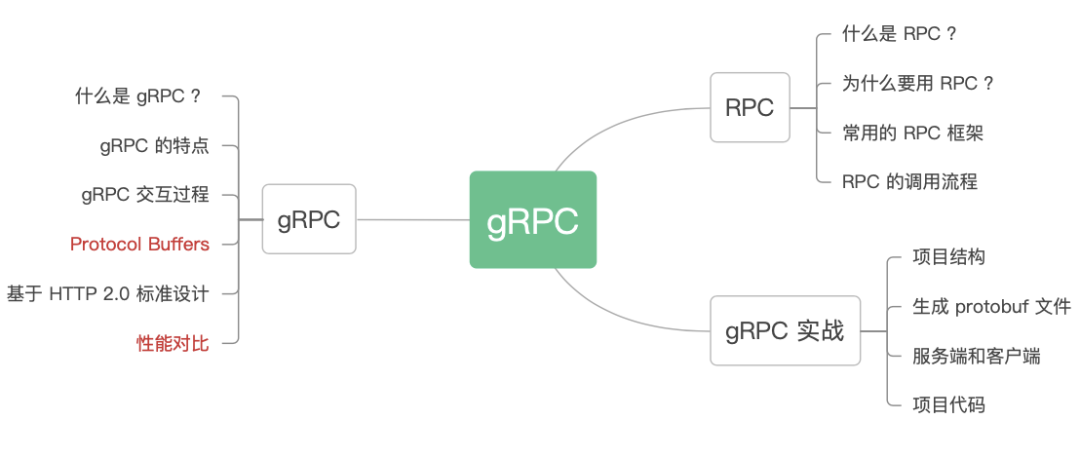 gRPC
RPC
什么是 RPC ?
为什么要用 RPC ?
常用的 RPC 框架
RPC 的调用流程
gRPC 实战
项目结构
生成 protobuf 文件
服务端和客户端
项目代码
gRPC
什么是 gRPC ?
gRPC 的特点
gRPC 交互过程
Protocol Buffers
基于 HTTP 2.0 标准设计
性能对比